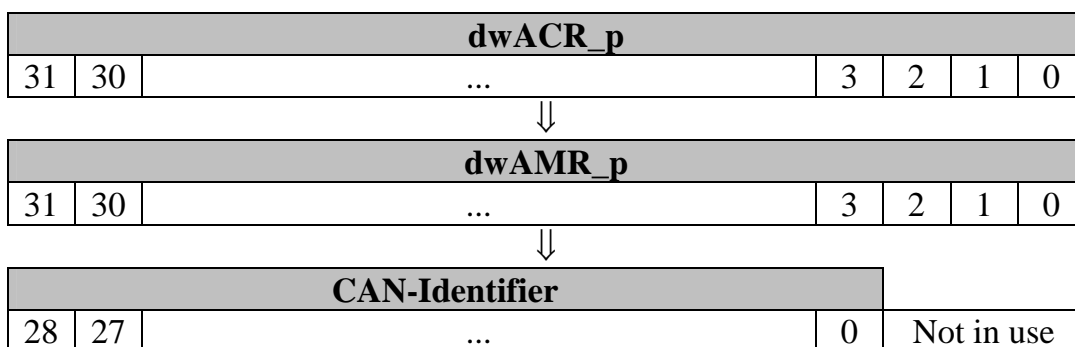 dwACR_p
31 30 ... 3 2 1 0
⇓
dwAMR_p
31 30 ... 3 2 1 0
⇓
CAN-Identifier
28 27 ... 0 Not in use